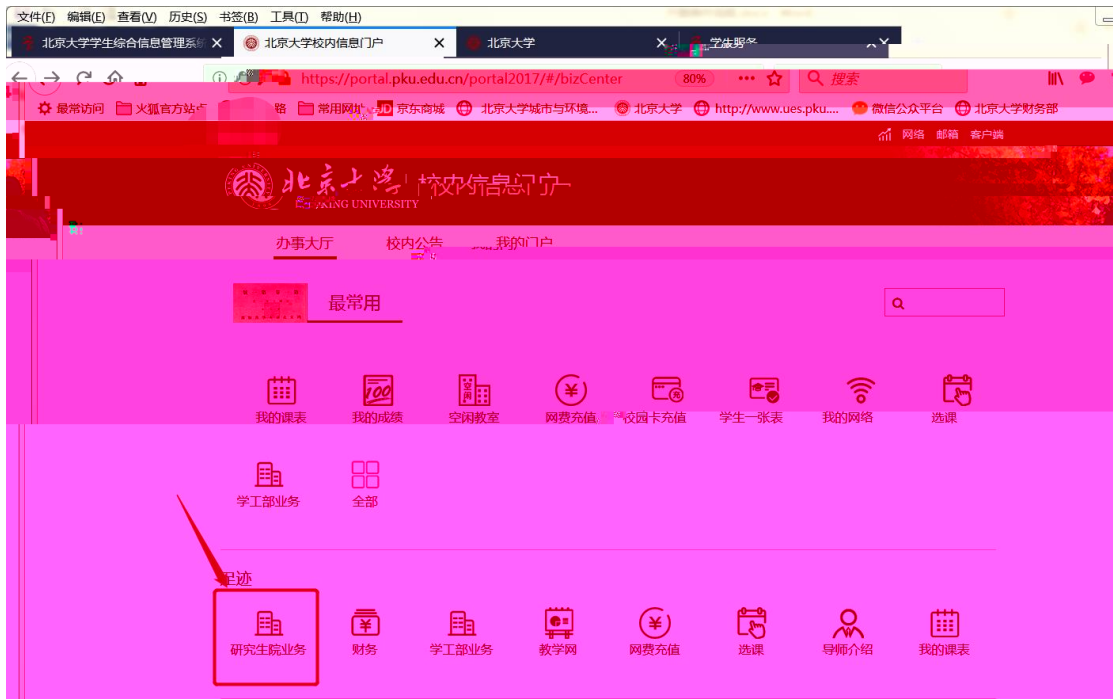 文件(F) 编辑(E) 查看(V) 历史(S) 书签(B) 工具(T) 帮助(H)
北京大学学生综合信息管理系统 北京大学校内信息门户 北京大学
https://portal.pku.edu.cn/portal2017/#/bizCenter 80% 搜索
最常访问 火狐官方站点 常用网址 JD 京东商城 北京大学城市与环境... 北京大学 http://www.ues.pku.... 微信公众平台 北京大学财务部
网络 邮箱 客户端
北京大学 校内信息门户
PEKING UNIVERSITY
办事大厅 校内公告 我的门户
最常用
我的课表 我的成绩 空闲教室 网费充值 校园卡充值 学生一张表 我的网络 选课
学工部业务 全部
足迹
研究生院业务 财务 学工部业务 教学网 网费充值 选课 导师介绍 我的课表